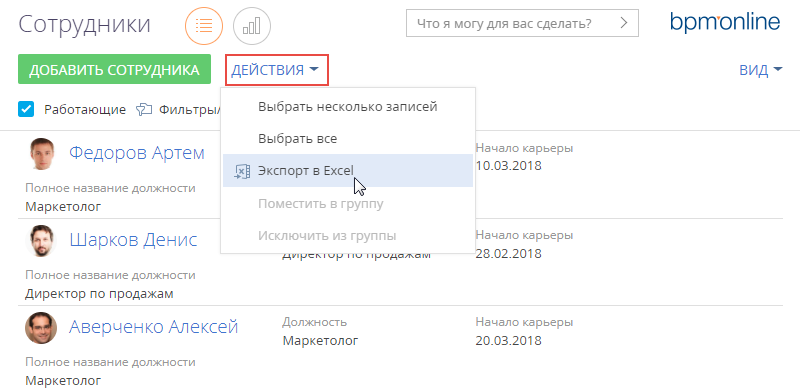 Сотрудники
Что я могу для вас сделать?
bpmonline
ДОБАВИТЬ СОТРУДНИКА
ДЕЙСТВИЯ
ВИД
Работающие
Фильтры/
Выбрать несколько записей
Выбрать все
Экспорт в Excel
Поместить в группу
Исключить из группы
Федоров Артем
Начало карьеры
10.03.2018
Полное название должности
Маркетолог
Шарков Денис
Директор по продажам
Начало карьеры
28.02.2018
Полное название должности
Директор по продажам
Аверченко Алексей
Должность
Начало карьеры
Маркетолог
20.03.2018
Полное название должности
Маркетолог